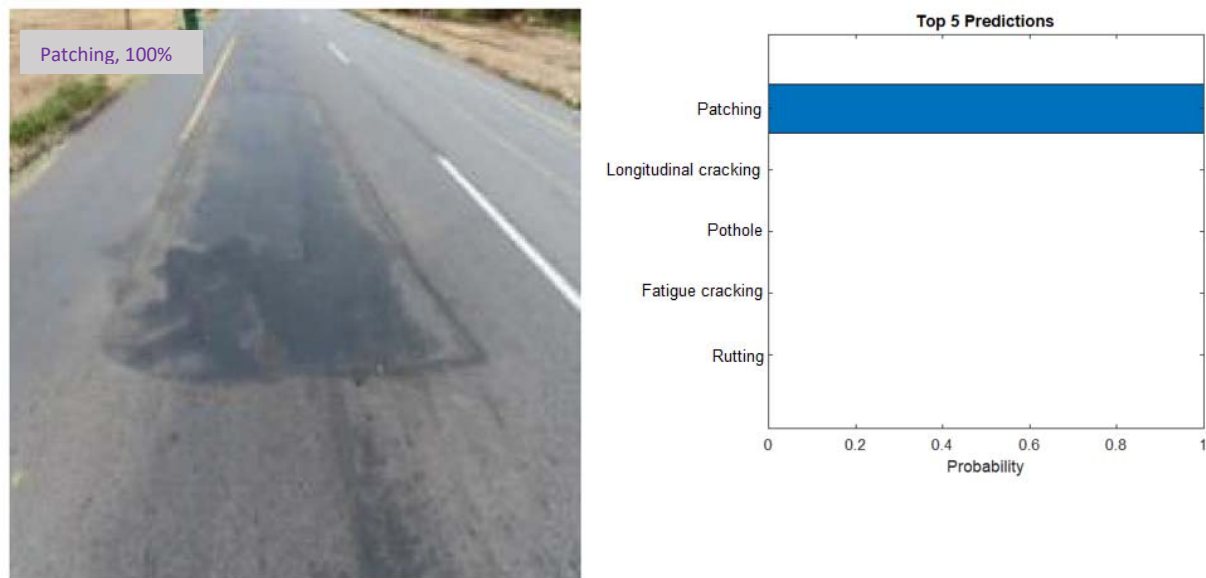 Patching, 100%
Top 5 Predictions
Patching
Longitudinal cracking
Pothole
Fatigue cracking
Rutting
0 0.2 0.4 0.6 0.8 1
Probability